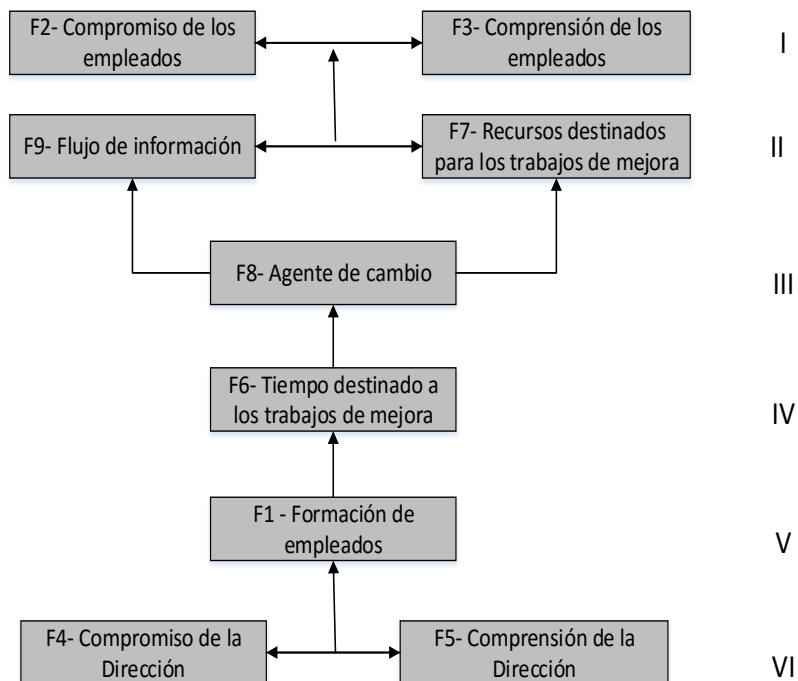 F2- Compromiso de los
empleados
F3- Comprensión de los
empleados
I
F9- Flujo de información
F7- Recursos destinados
para los trabajos de mejora
II
F8- Agente de cambio
III
F6- Tiempo destinado a
los trabajos de mejora
IV
F1 - Formación de
empleados
V
F4- Compromiso de la
Dirección
F5- Comprensión de la
Dirección
VI